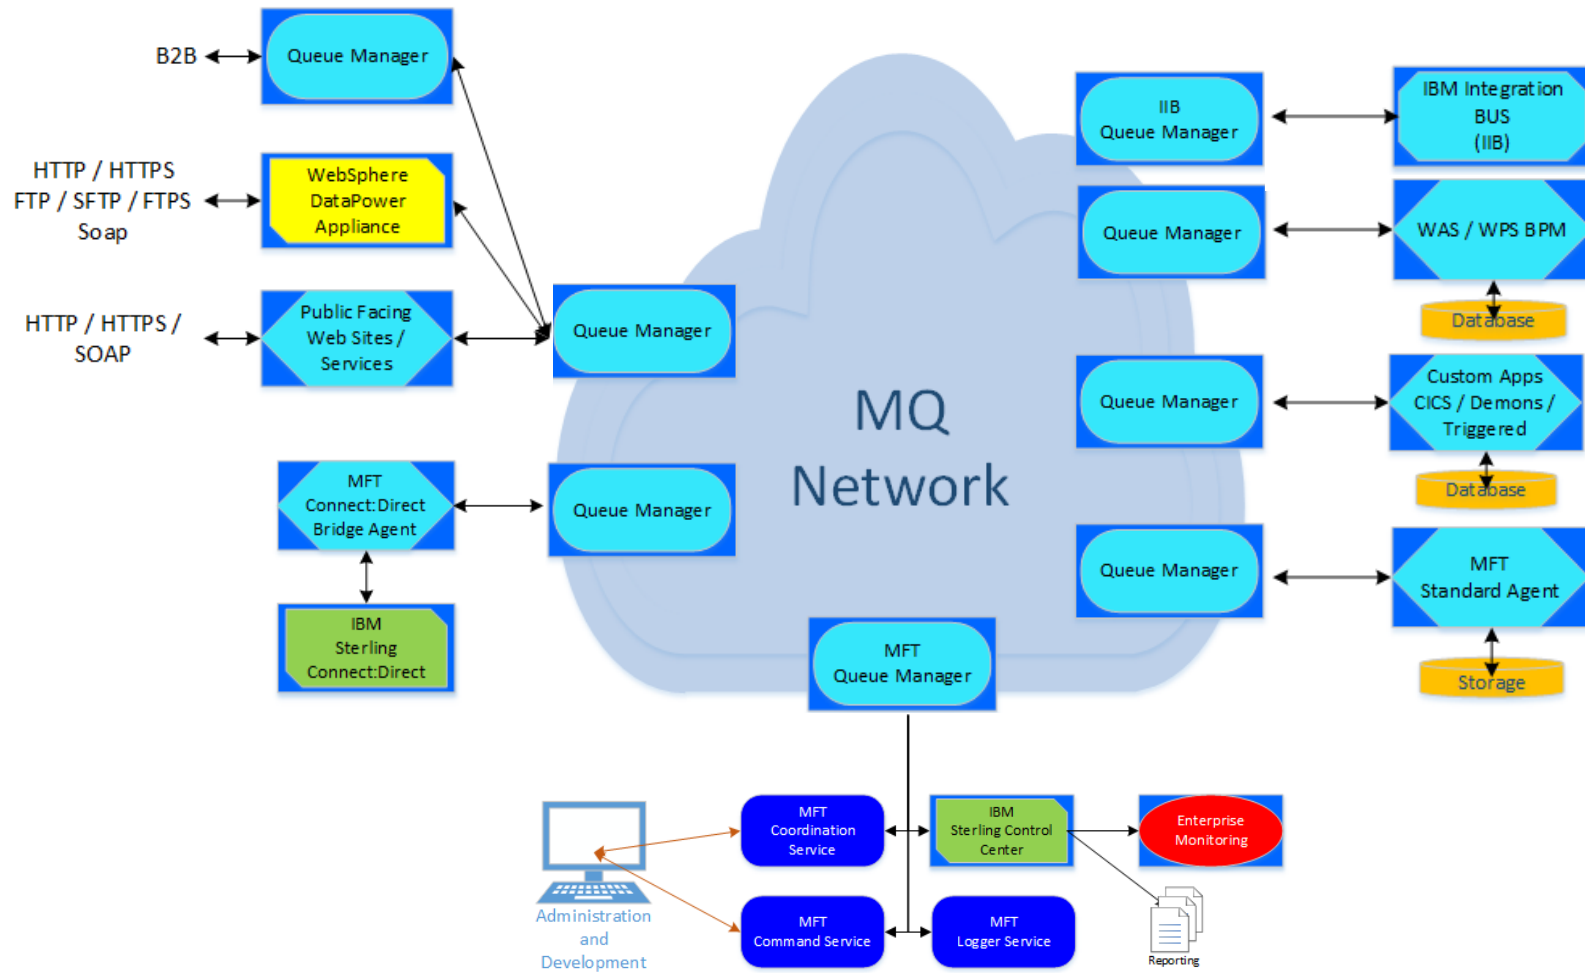 B2B
Queue Manager
HTTP / HTTPS
FTP / SFTP / FTPS
Soap
WebSphere
DataPower
Appliance
HTTP / HTTPS /
SOAP
Public Facing
Web Sites /
Services
Queue Manager
MFT
Connect:Direct
Bridge Agent
Queue Manager
IBM
Sterling
Connect:Direct
MQ
Network
IIB
Queue Manager
IBM Integration
BUS
(IIB)
Queue Manager
WAS / WPS BPM
Database
Queue Manager
Custom Apps
CICS / Demons /
Triggered
Database
Queue Manager
MFT
Standard Agent
Storage
MFT
Queue Manager
Administration
and
Development
MFT
Coordination
Service
IBM
Sterling Control
Center
Enterprise
Monitoring
MFT
Command Service
MFT
Logger Service
Reporting